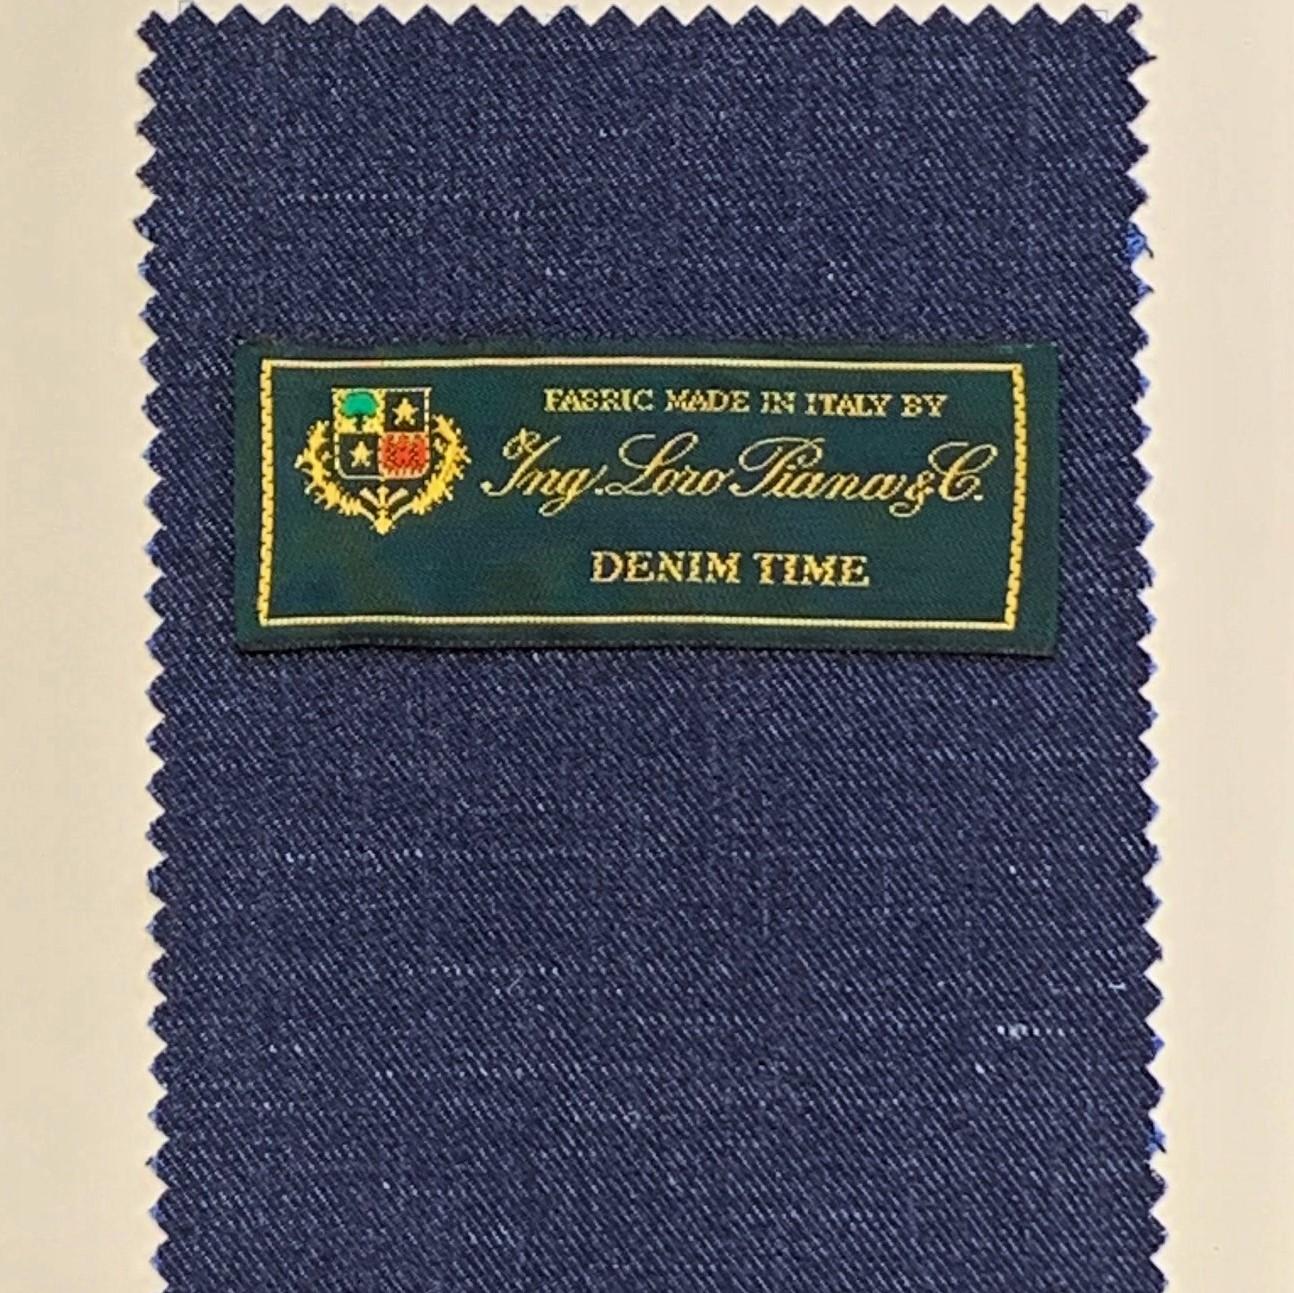 FABRIC MADE IN ITALY BY
Ing. Loro Piana & C.
DENIM TIME